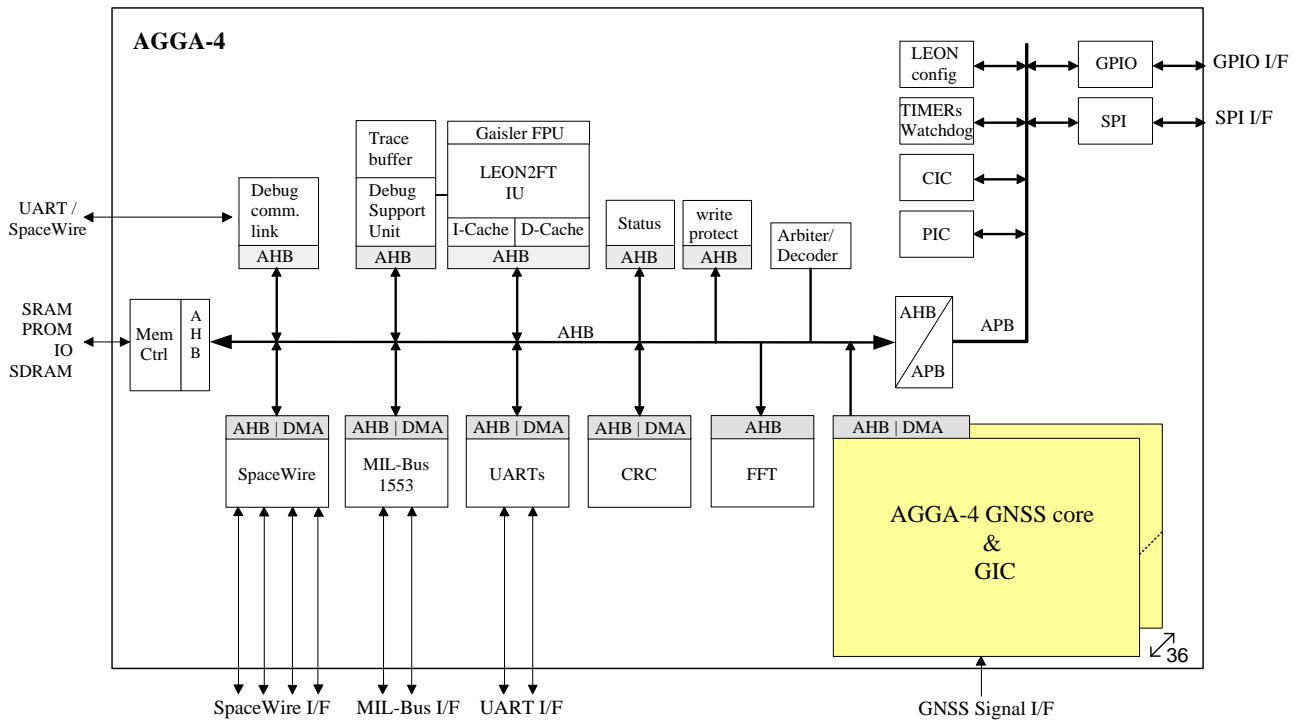 AGGA-4
LEON
config
GPIO
GPIO I/F
TIMERs
Watchdog
SPI
SPI I/F
CIC
PIC
Trace
buffer
Gaisler FPU
LEON2FT
IU
UART /
SpaceWire
Debug
comm.
link
AHB
Debug
Support
Unit
AHB
I-Cache
D-Cache
AHB
Status
AHB
write
protect
AHB
Arbiter/
Decoder
SRAM
PROM
IO
SDRAM
Mem
Ctrl
A
H
B
AHB
AHB
APB
APB
AHB | DMA
SpaceWire
AHB | DMA
MIL-Bus
1553
AHB | DMA
UARTs
AHB | DMA
CRC
AHB
FFT
AHB | DMA
AGGA-4 GNSS core
&
GIC
36
SpaceWire I/F
MIL-Bus I/F
UART I/F
GNSS Signal I/F